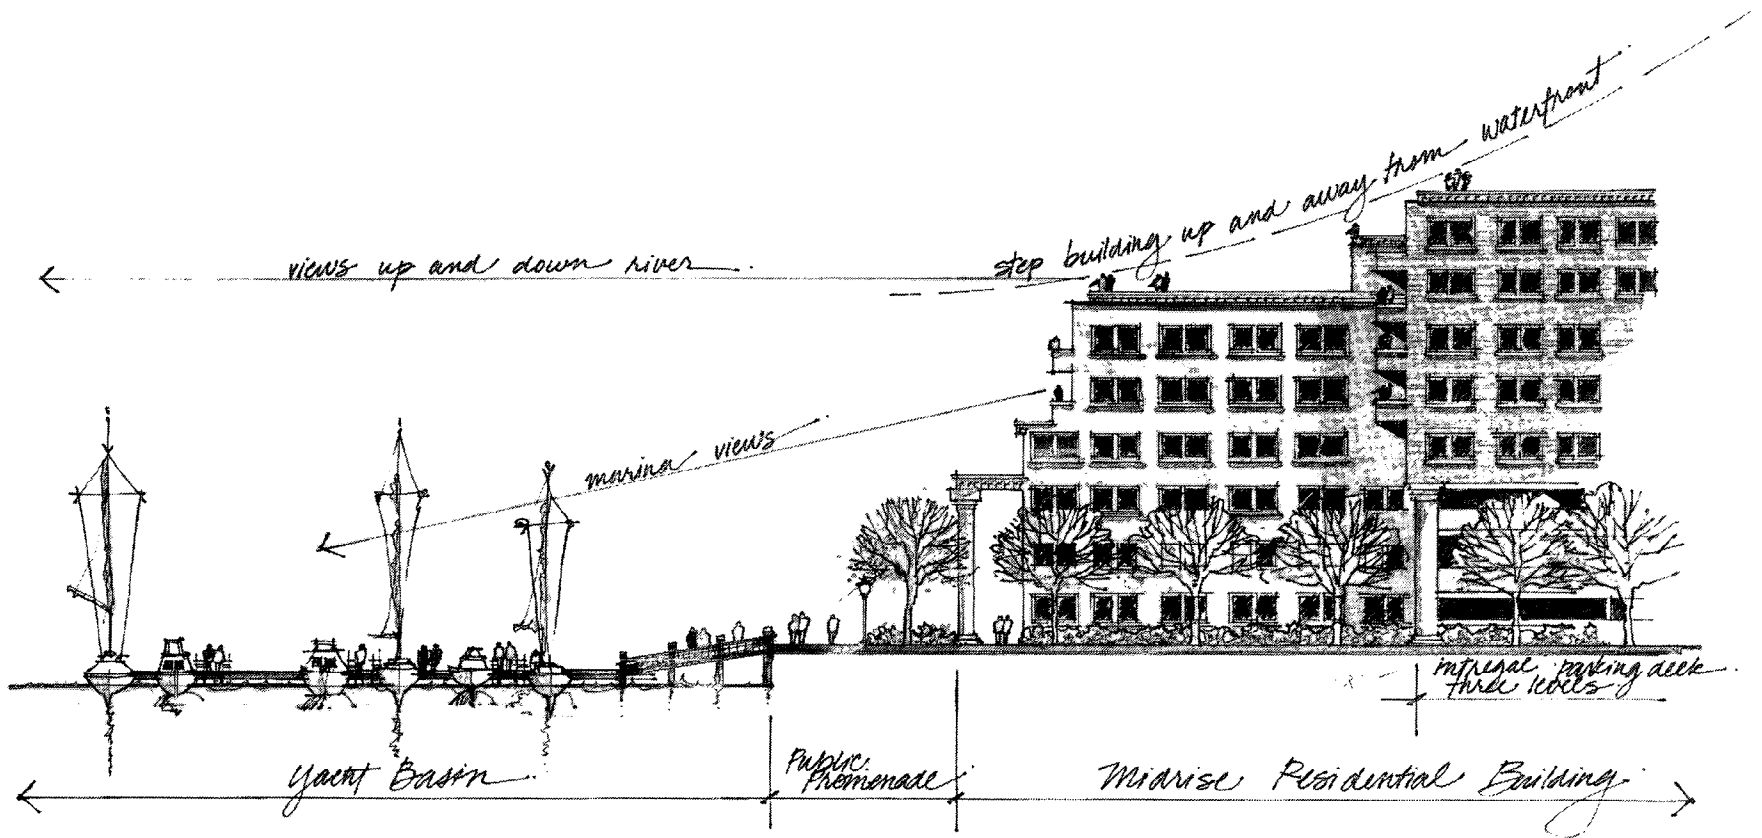 step building up and away from waterfront
views up and down river
marina views
intregal parking deck
three levels
Yacht Basin
Public
Promenade
Midrise Residential Building